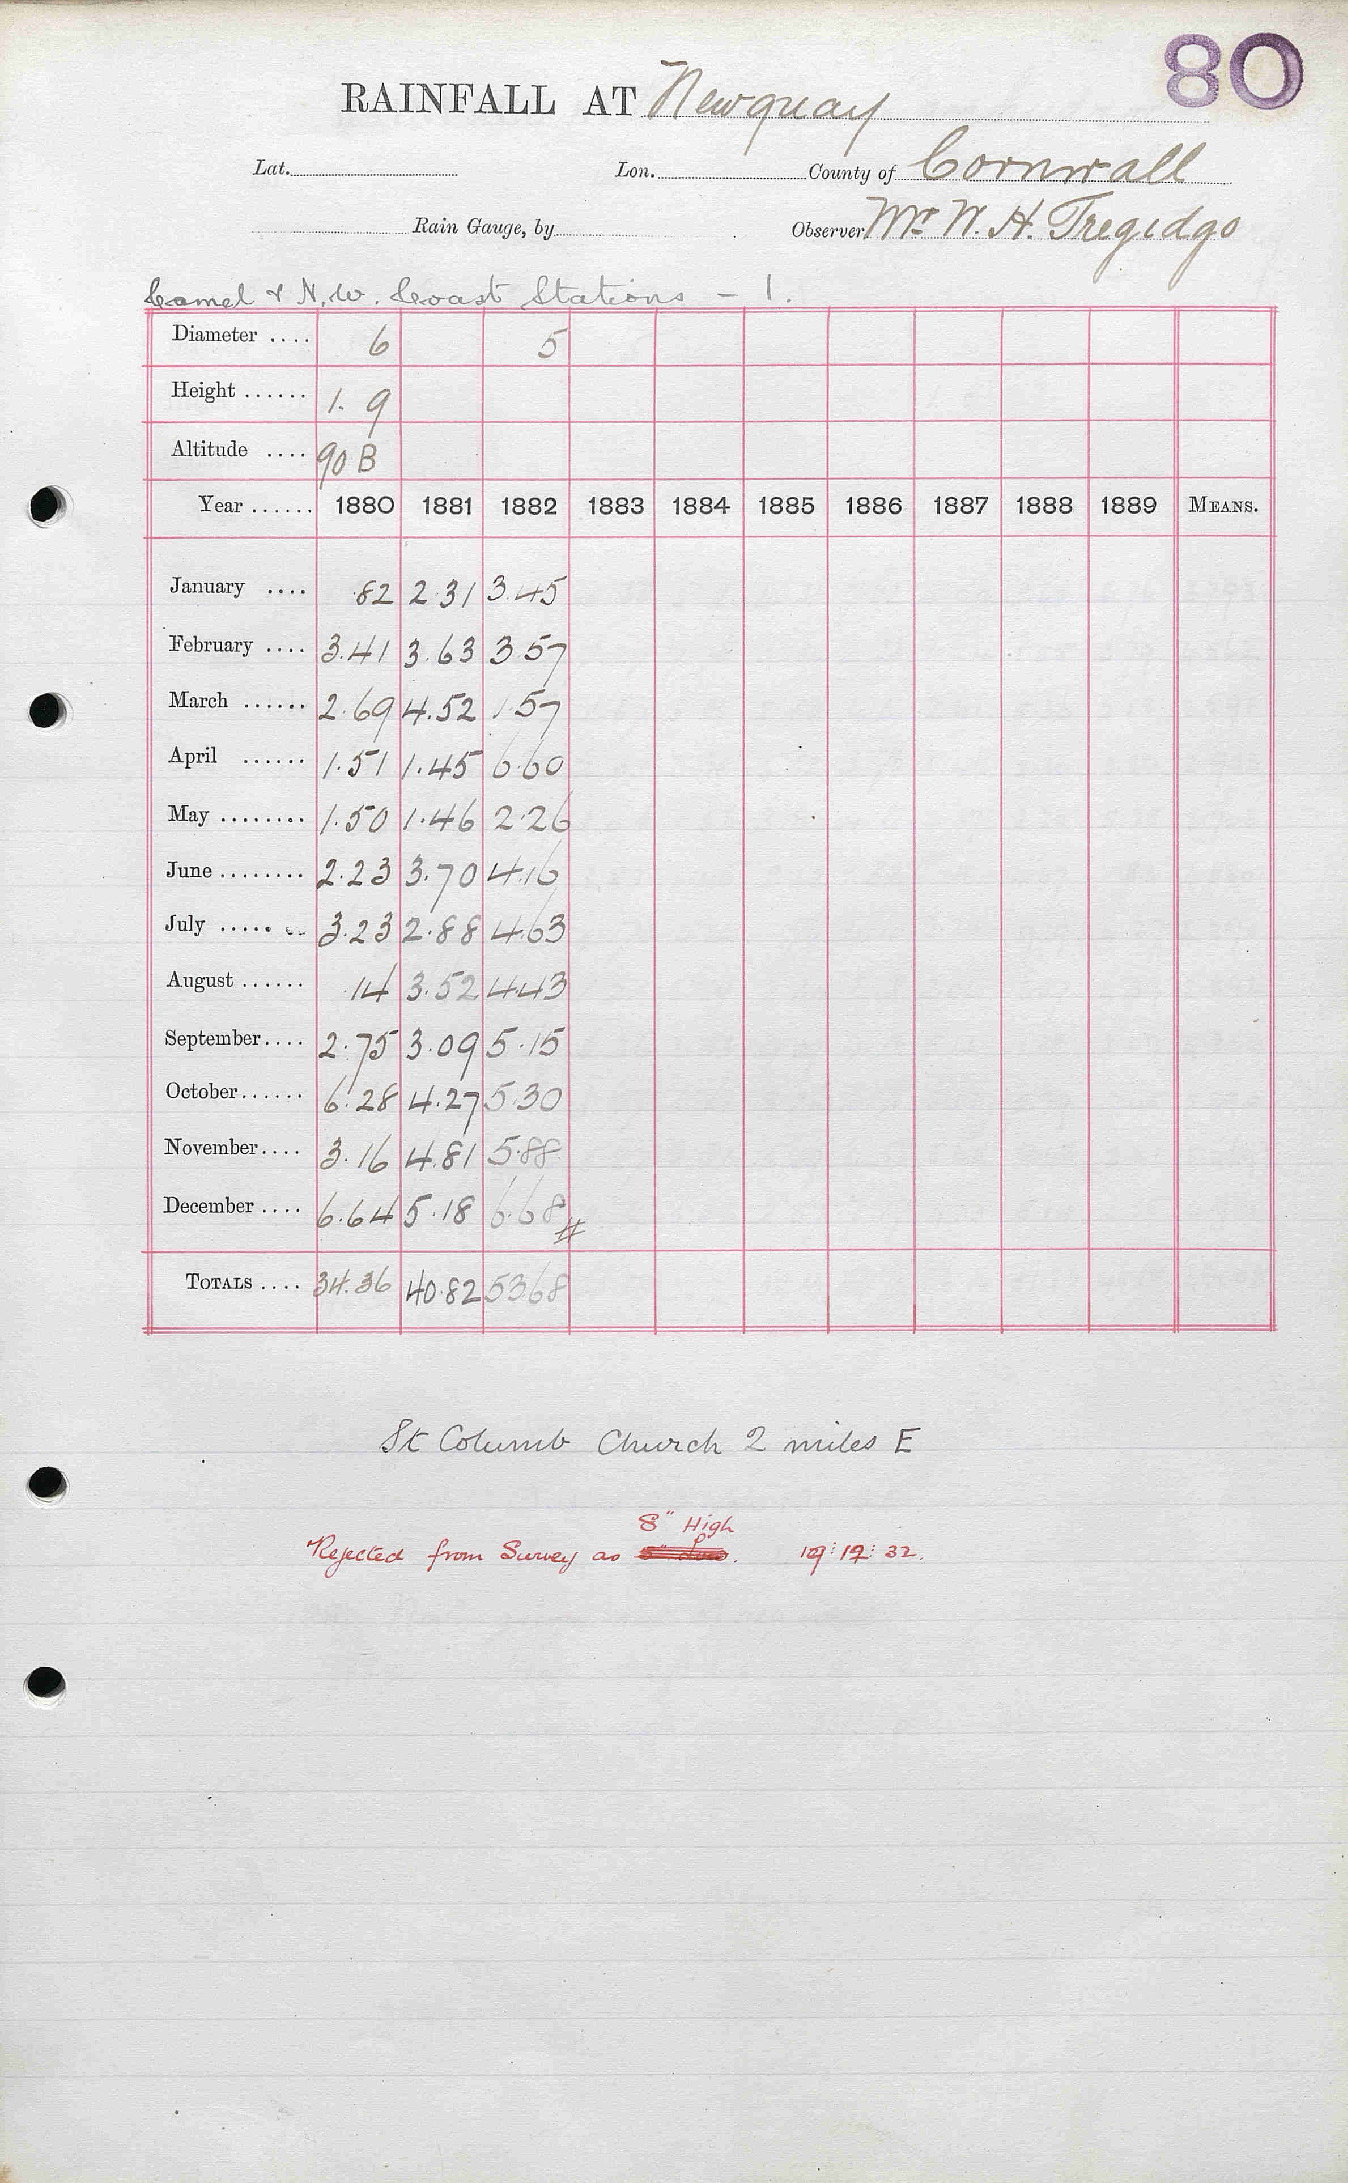 80
RAINFALL AT Newquay
Lat. Lon. County of Cornwall
Rain Gauge, by Observer Mr W. H. Tregidgo
Camel & N.W. Coast Stations - 1.
Diameter .... 6 5
Height ...... 1. 9
Altitude .... 90 B
Year ...... 1880 1881 1882 1883 1884 1885 1886 1887 1888 1889 MEANS.
January .... .82 2.31 3.45
February .... 3.41 3.63 3 57
March ...... 2.69 4.52 1.57
April ...... 1.51 1.45 6.60
May ........ 1.50 1.46 2.26
June ........ 2.23 3.70 4.16
July ........ 3.23 2.88 4.63
August ...... .14 3.52 4.43
September.... 2.75 3.09 5.15
October...... 6.28 4.27 5.30
November.... 3.16 4.81 5.88
December .... 6.64 5.18 6.68 #
TOTALS .... 34.36 40.82 53.68
St Columb Church 2 miles E
8" High
Rejected from Survey as 19:12:32.